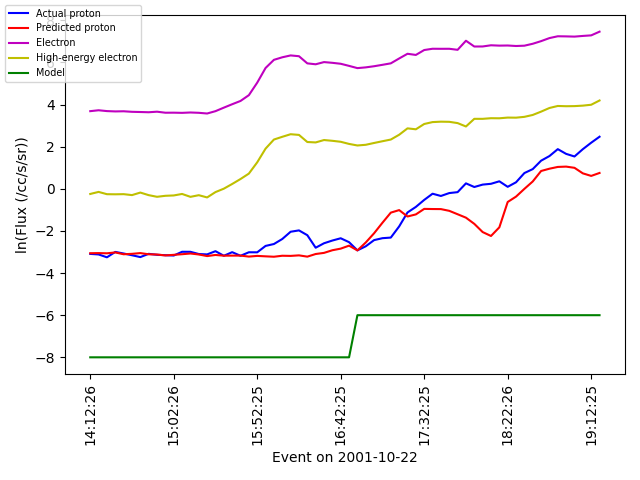 Actual proton
Predicted proton
Electron
High-energy electron
Model
4
2
0
−2
−4
−6
−8
ln(Flux (/cc/s/sr))
14:12:26
15:02:26
15:52:25
16:42:25
17:32:25
18:22:26
19:12:25
Event on 2001-10-22